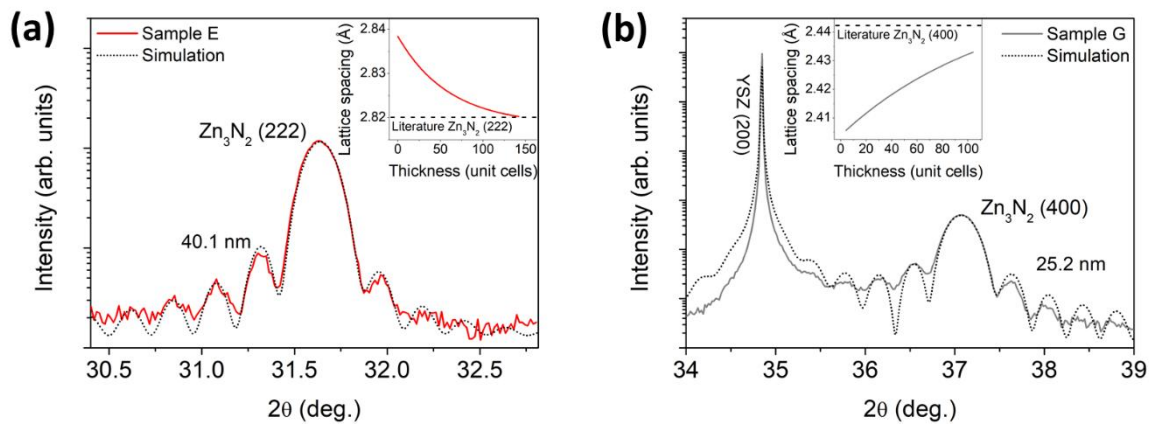 (a)
Sample E
Simulation
Zn₃N₂ (222)
40.1 nm
Intensity (arb. units)
30.5 31.0 31.5 32.0 32.5
2θ (deg.)
Lattice spacing (Å)
2.84
2.83
2.82
Literature Zn₃N₂ (222)
0 50 100 150
Thickness (unit cells)
(b)
Sample G
Simulation
YSZ (200)
Zn₃N₂ (400)
25.2 nm
Intensity (arb. units)
34 35 36 37 38 39
2θ (deg.)
Lattice spacing (Å)
2.44
2.43
2.42
2.41
Literature Zn₃N₂ (400)
0 20 40 60 80 100
Thickness (unit cells)